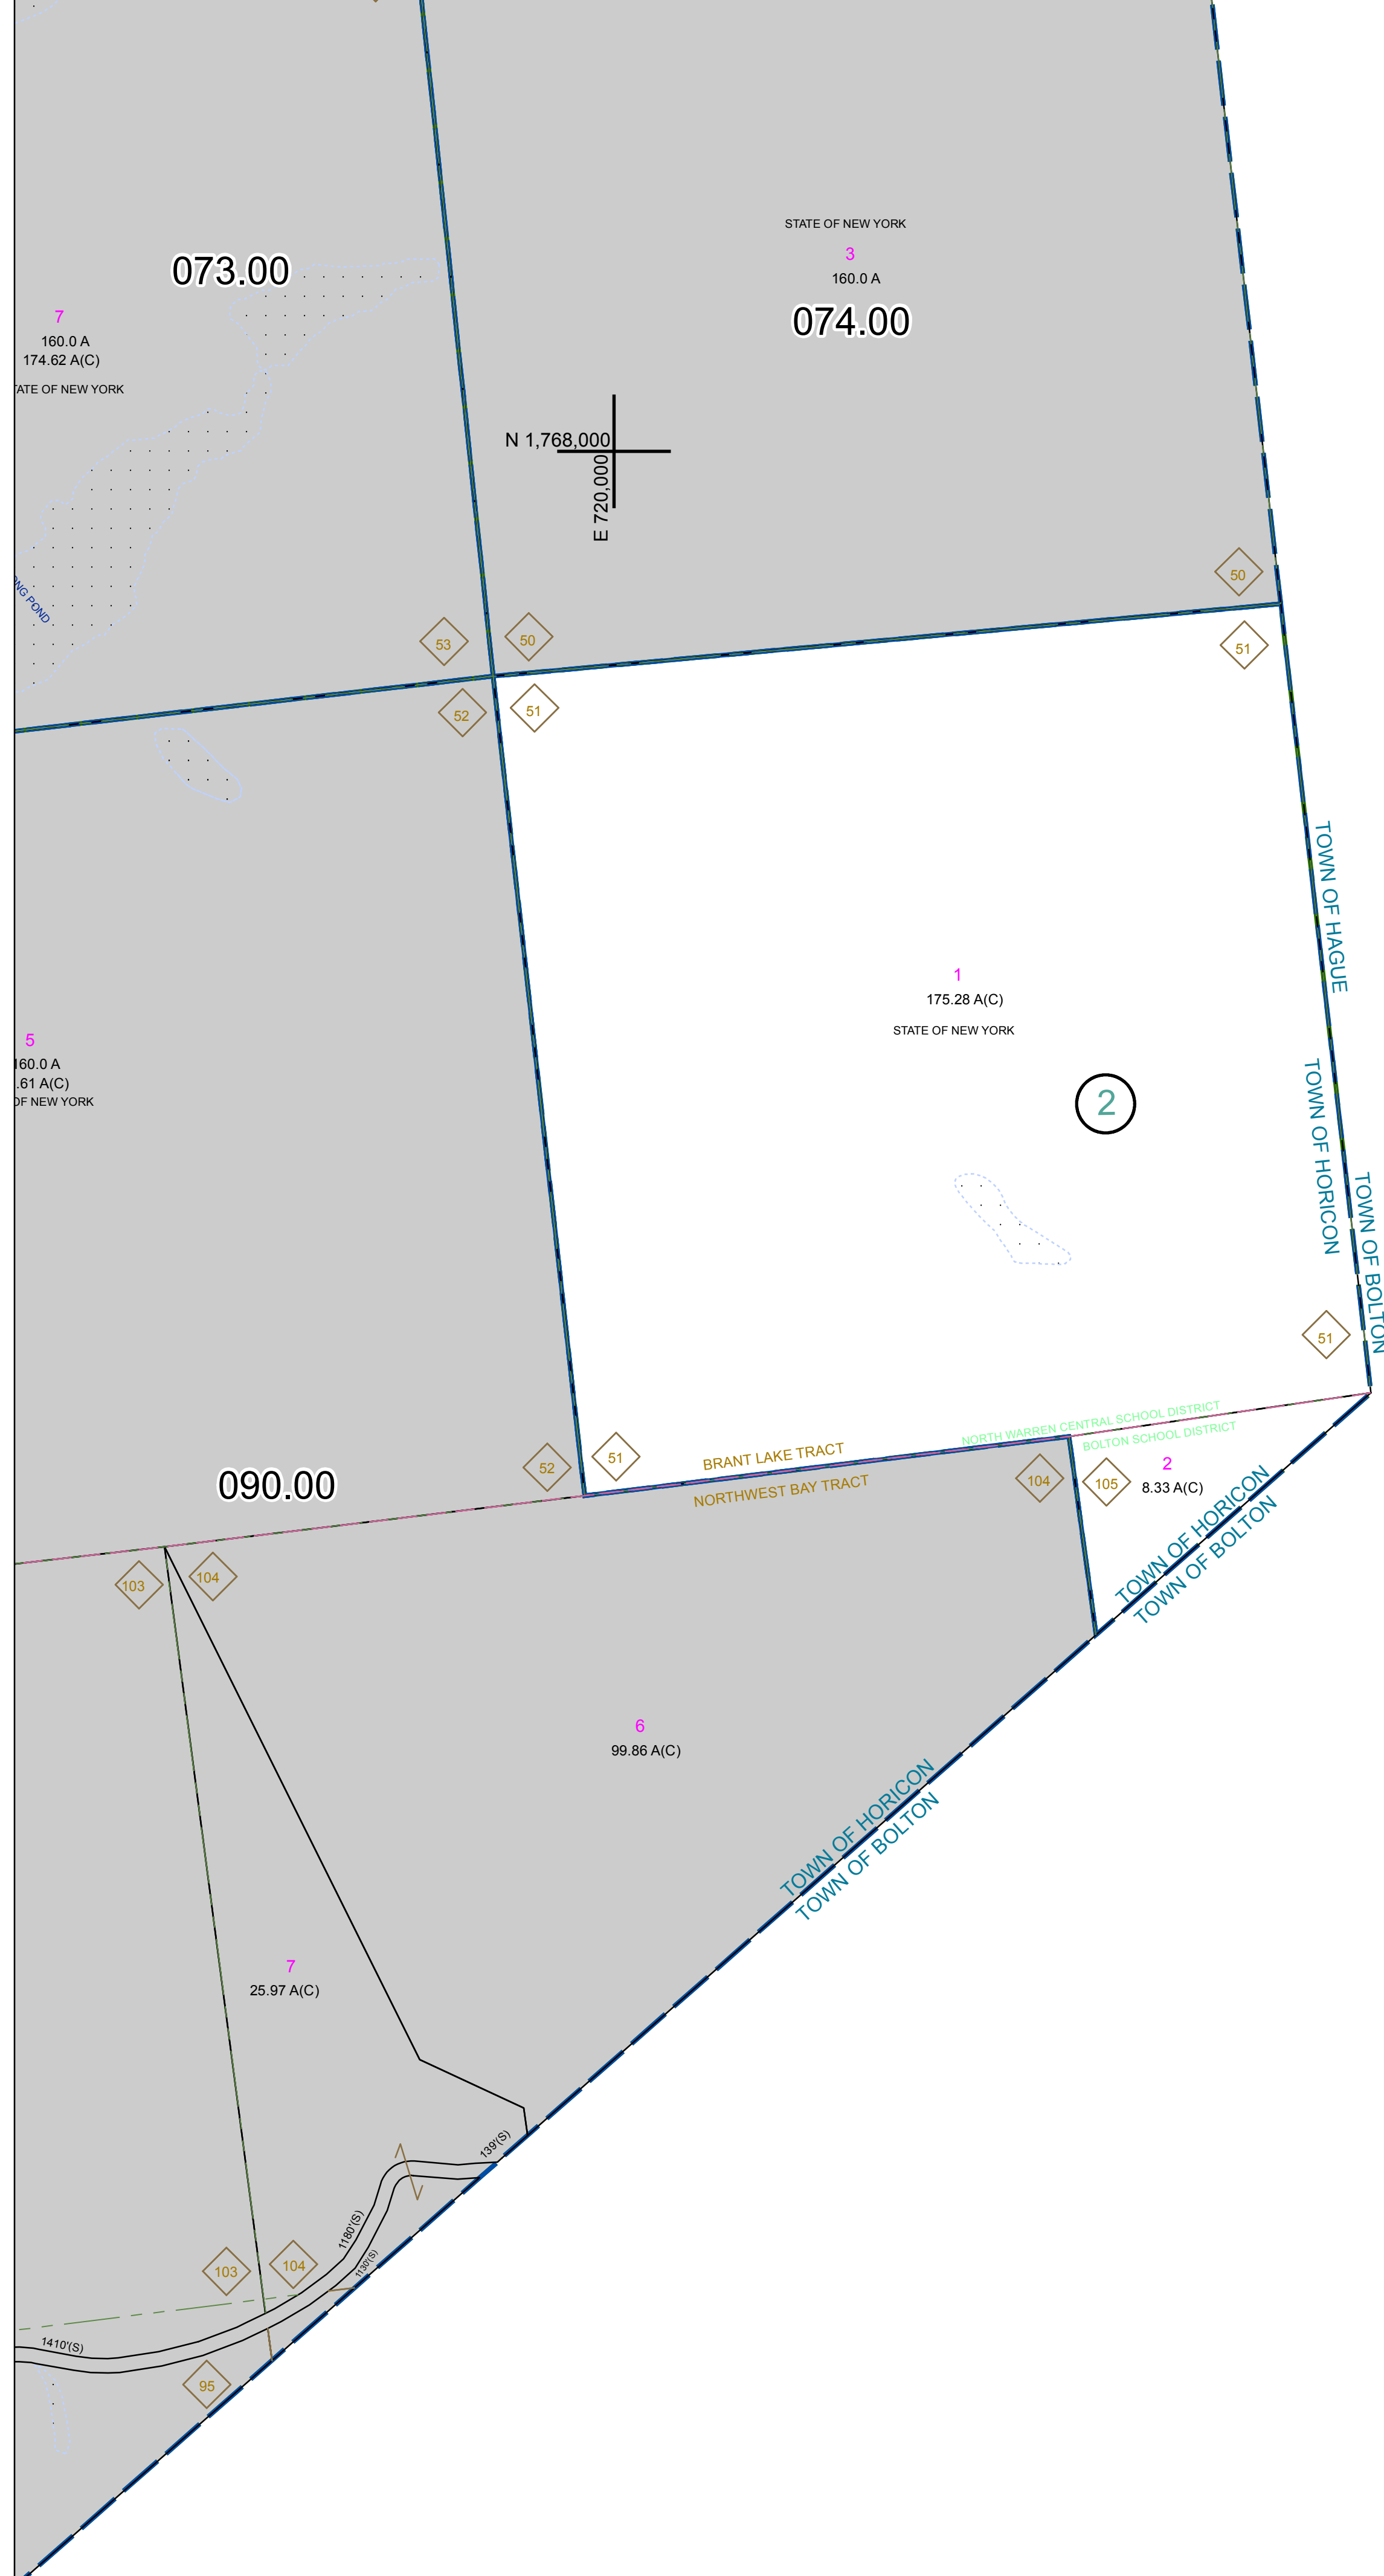 STATE OF NEW YORK
3
160.0 A
074.00
073.00
7
160.0 A
174.62 A(C)
TATE OF NEW YORK
N 1,768,000
E 720,000
ONG POND
50
53
50
51
52
51
TOWN OF HAGUE
1
175.28 A(C)
STATE OF NEW YORK
5
160.0 A
.61 A(C)
OF NEW YORK
2
TOWN OF HORICON
TOWN OF BOLTON
51
NORTH WARREN CENTRAL SCHOOL DISTRICT
BOLTON SCHOOL DISTRICT
BRANT LAKE TRACT
NORTHWEST BAY TRACT
51
52
104
105
2
8.33 A(C)
090.00
TOWN OF HORICON
TOWN OF BOLTON
103
104
6
99.86 A(C)
TOWN OF HORICON
TOWN OF BOLTON
7
25.97 A(C)
139'(S)
1180'(S)
1130'(S)
103
104
1410'(S)
95